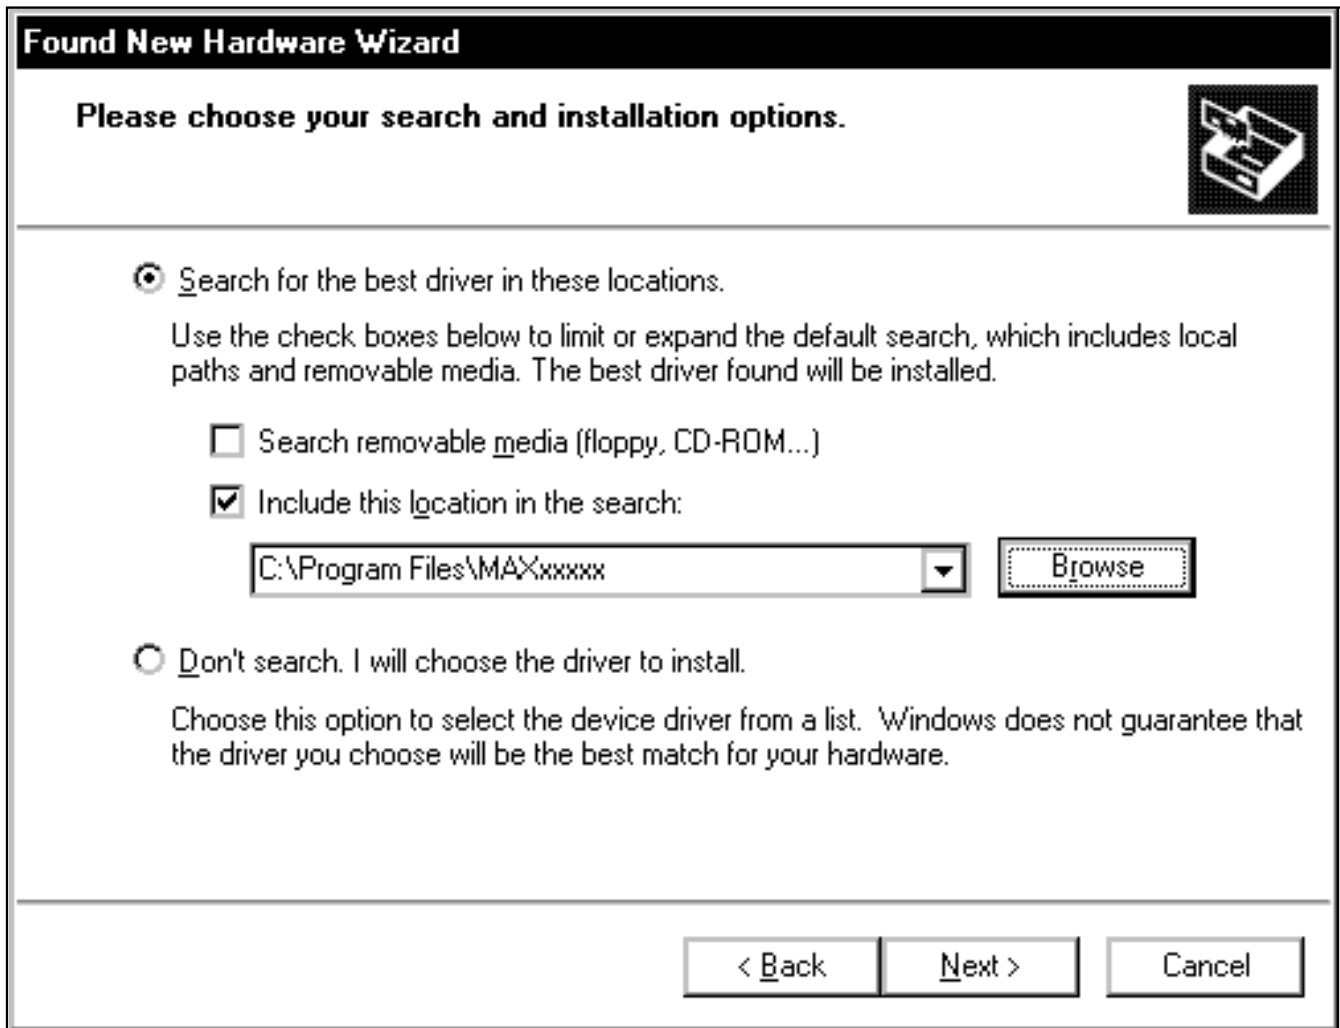 Found New Hardware Wizard
Please choose your search and installation options.
Search for the best driver in these locations.
Use the check boxes below to limit or expand the default search, which includes local
paths and removable media. The best driver found will be installed.
Search removable media (floppy, CD-ROM...)
Include this location in the search:
C:\Program Files\MAXxxxxx
Browse
Don't search. I will choose the driver to install.
Choose this option to select the device driver from a list.  Windows does not guarantee that
the driver you choose will be the best match for your hardware.
< Back
Next >
Cancel